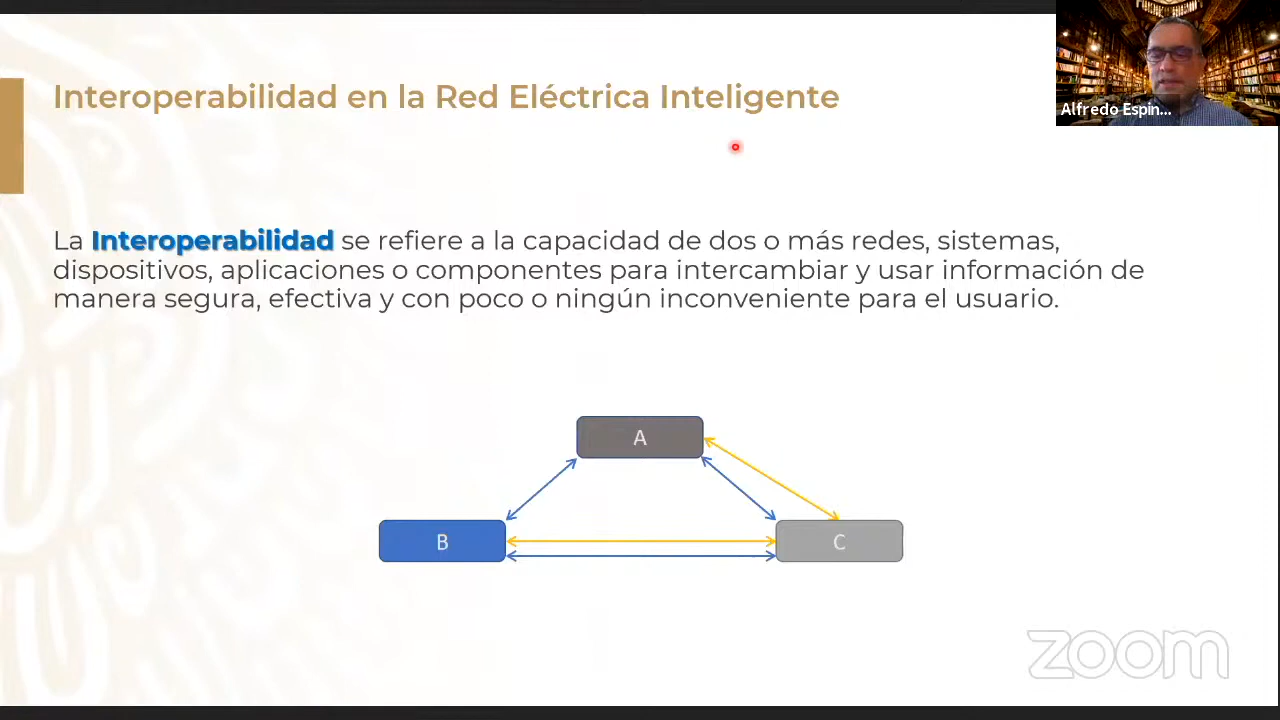 Interoperabilidad en la Red Eléctrica Inteligente
Alfredo Espin...
La Interoperabilidad se refiere a la capacidad de dos o más redes, sistemas,
dispositivos, aplicaciones o componentes para intercambiar y usar información de
manera segura, efectiva y con poco o ningún inconveniente para el usuario.
A
B
C
zoom